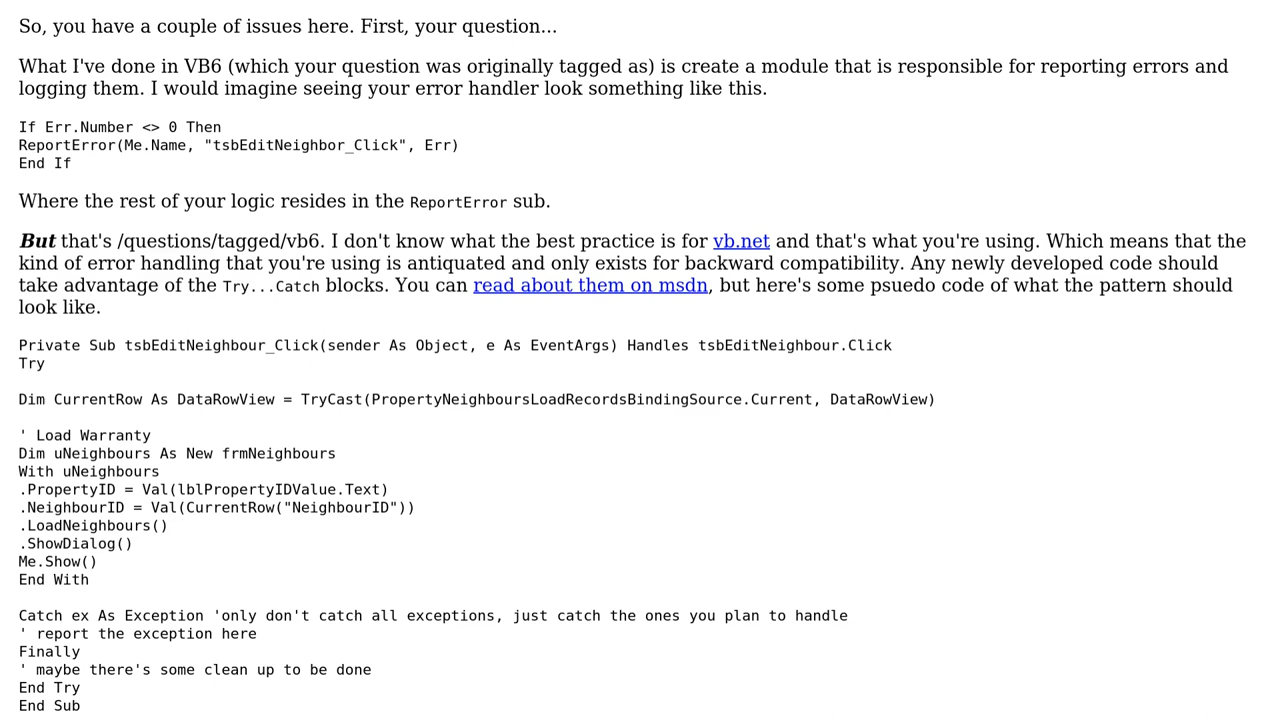 So, you have a couple of issues here. First, your question...
What I've done in VB6 (which your question was originally tagged as) is create a module that is responsible for reporting errors and
logging them. I would imagine seeing your error handler look something like this.
If Err.Number <> 0 Then
ReportError(Me.Name, "tsbEditNeighbor_Click", Err)
End If
Where the rest of your logic resides in the ReportError sub.
But that's /questions/tagged/vb6. I don't know what the best practice is for vb.net and that's what you're using. Which means that the
kind of error handling that you're using is antiquated and only exists for backward compatibility. Any newly developed code should
take advantage of the Try...Catch blocks. You can read about them on msdn, but here's some psuedo code of what the pattern should
look like.
Private Sub tsbEditNeighbour_Click(sender As Object, e As EventArgs) Handles tsbEditNeighbour.Click
Try
Dim CurrentRow As DataRowView = TryCast(PropertyNeighboursLoadRecordsBindingSource.Current, DataRowView)
' Load Warranty
Dim uNeighbours As New frmNeighbours
With uNeighbours
.PropertyID = Val(lblPropertyIDValue.Text)
.NeighbourID = Val(CurrentRow("NeighbourID"))
.LoadNeighbours()
.ShowDialog()
Me.Show()
End With
Catch ex As Exception 'only don't catch all exceptions, just catch the ones you plan to handle
' report the exception here
Finally
' maybe there's some clean up to be done
End Try
End Sub